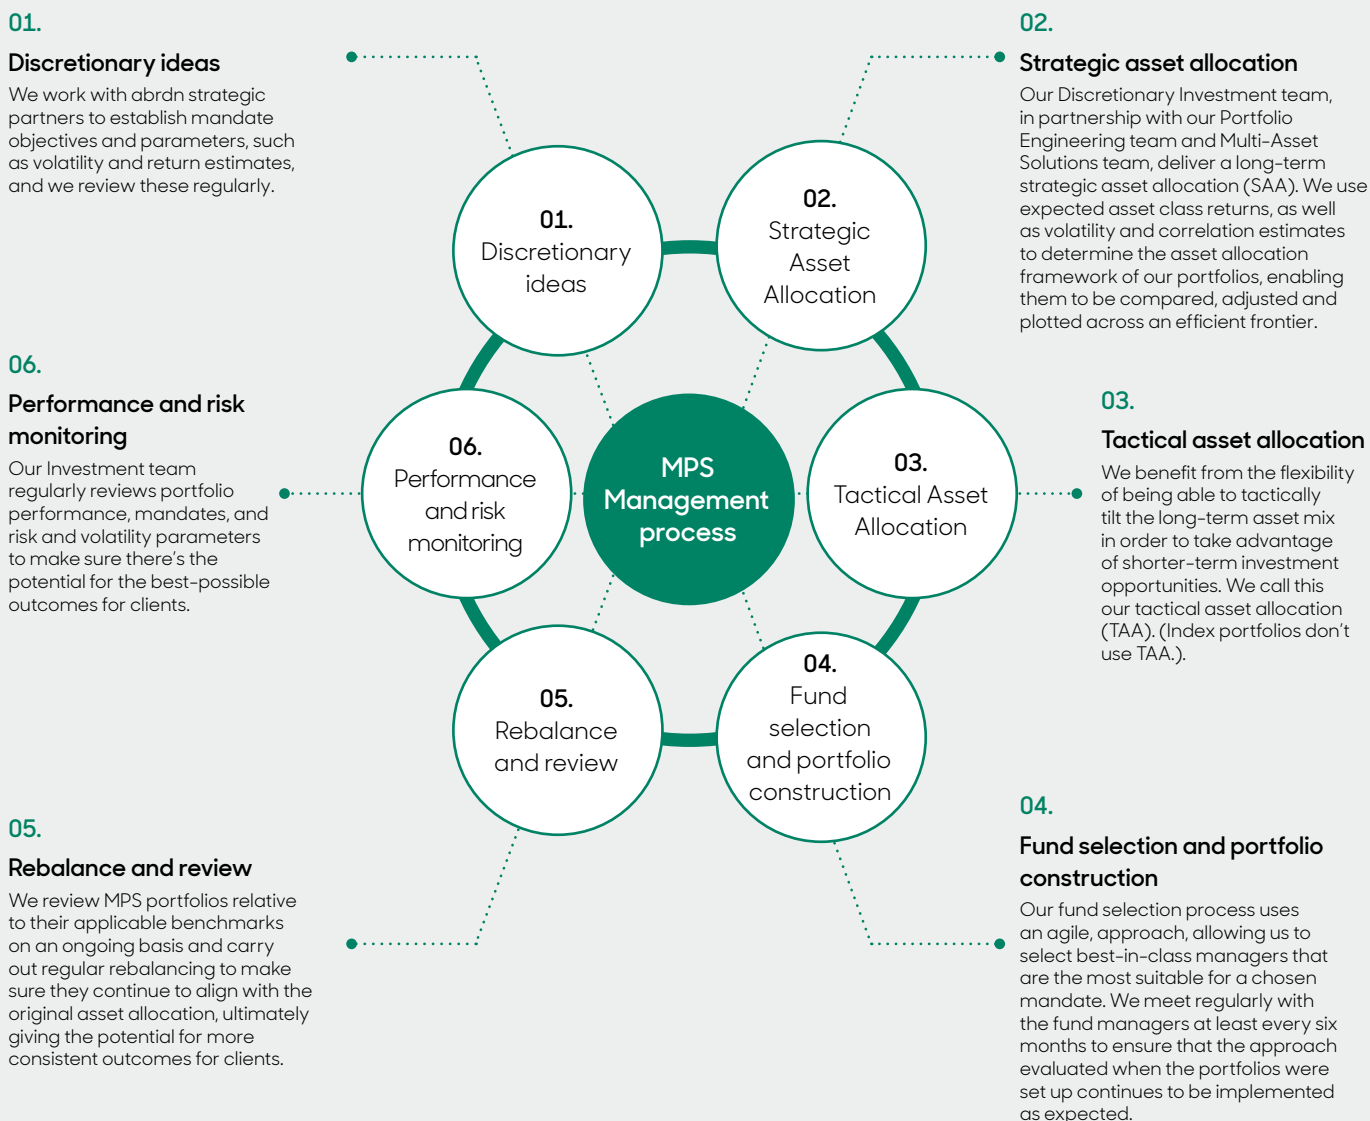 01.
Discretionary ideas
We work with abrdn strategic
partners to establish mandate
objectives and parameters, such
as volatility and return estimates,
and we review these regularly.
02.
Strategic asset allocation
Our Discretionary Investment team,
in partnership with our Portfolio
Engineering team and Multi-Asset
Solutions team, deliver a long-term
strategic asset allocation (SAA). We use
expected asset class returns, as well
as volatility and correlation estimates
to determine the asset allocation
framework of our portfolios, enabling
them to be compared, adjusted and
plotted across an efficient frontier.
01.
Discretionary
ideas
02.
Strategic
Asset
Allocation
06.
Performance and risk
monitoring
Our Investment team
regularly reviews portfolio
performance, mandates, and
risk and volatility parameters
to make sure there's the
potential for the best-possible
outcomes for clients.
06.
Performance
and risk
monitoring
MPS
Management
process
03.
Tactical Asset
Allocation
03.
Tactical asset allocation
We benefit from the flexibility
of being able to tactically
tilt the long-term asset mix
in order to take advantage
of shorter-term investment
opportunities. We call this
our tactical asset allocation
(TAA). (Index portfolios don't
use TAA.).
05.
Rebalance
and review
04.
Fund
selection
and portfolio
construction
05.
Rebalance and review
We review MPS portfolios relative
to their applicable benchmarks
on an ongoing basis and carry
out regular rebalancing to make
sure they continue to align with the
original asset allocation, ultimately
giving the potential for more
consistent outcomes for clients.
04.
Fund selection and portfolio
construction
Our fund selection process uses
an agile, approach, allowing us to
select best-in-class managers that
are the most suitable for a chosen
mandate. We meet regularly with
the fund managers at least every six
months to ensure that the approach
evaluated when the portfolios were
set up continues to be implemented
as expected.